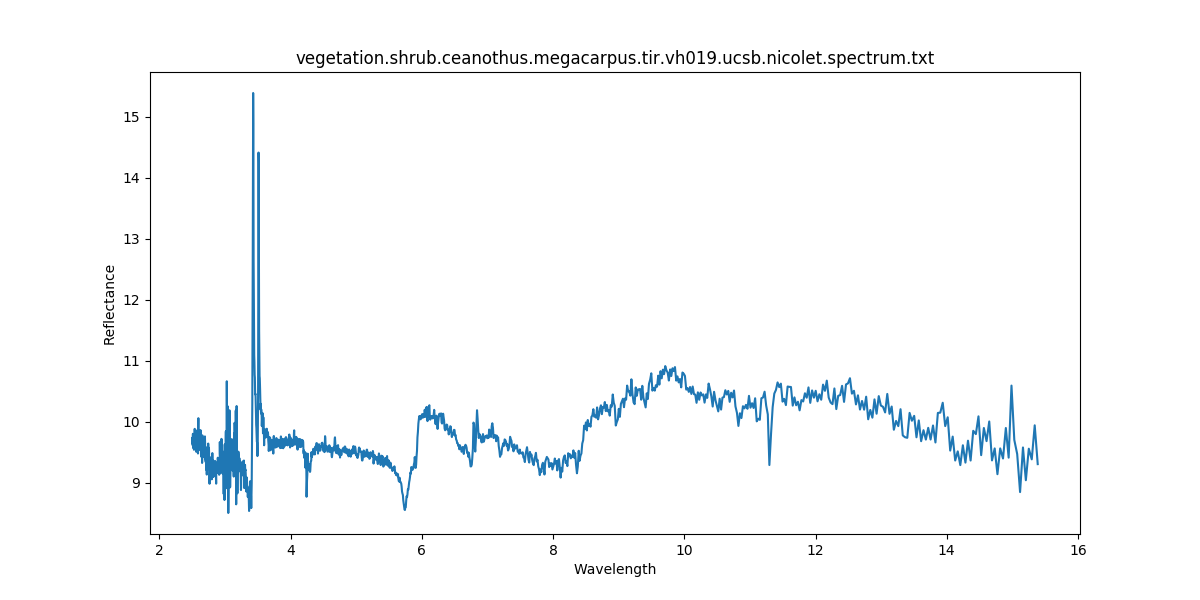 vegetation.shrub.ceanothus.megacarpus.tir.vh019.ucsb.nicolet.spectrum.txt
15
14
13
12
11
10
9
Reflectance
2 4 6 8 10 12 14 16
Wavelength